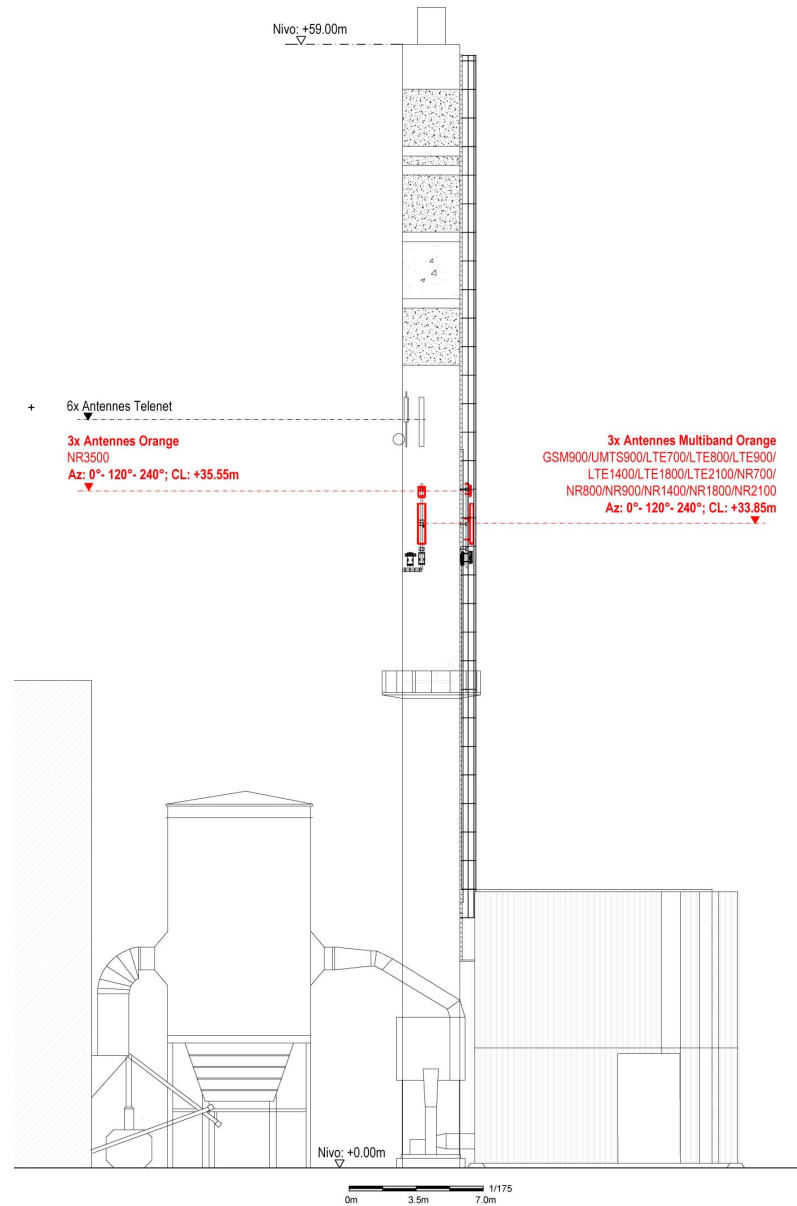 Nivo: +59.00m
+ 6x Antennes Telenet
3x Antennes Orange
NR3500
Az: 0°- 120°- 240°; CL: +35.55m
3x Antennes Multiband Orange
GSM900/UMTS900/LTE700/LTE800/LTE900/
LTE1400/LTE1800/LTE2100/NR700/
NR800/NR900/NR1400/NR1800/NR2100
Az: 0°- 120°- 240°; CL: +33.85m
Nivo: +0.00m
1/175
0m 3.5m 7.0m